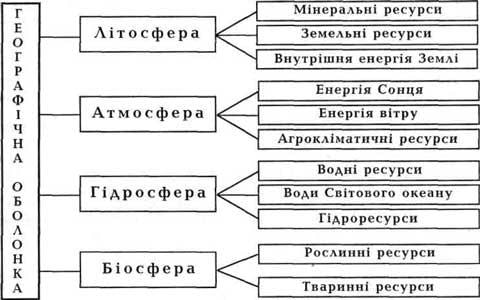 ГЕОГРАФІЧНА ОБОЛОНКА
Літосфера
Мінеральні ресурси
Земельні ресурси
Внутрішня енергія Землі
Атмосфера
Енергія Сонця
Енергія вітру
Агрокліматичні ресурси
Гідросфера
Водні ресурси
Води Світового океану
Гідроресурси
Біосфера
Рослинні ресурси
Тваринні ресурси